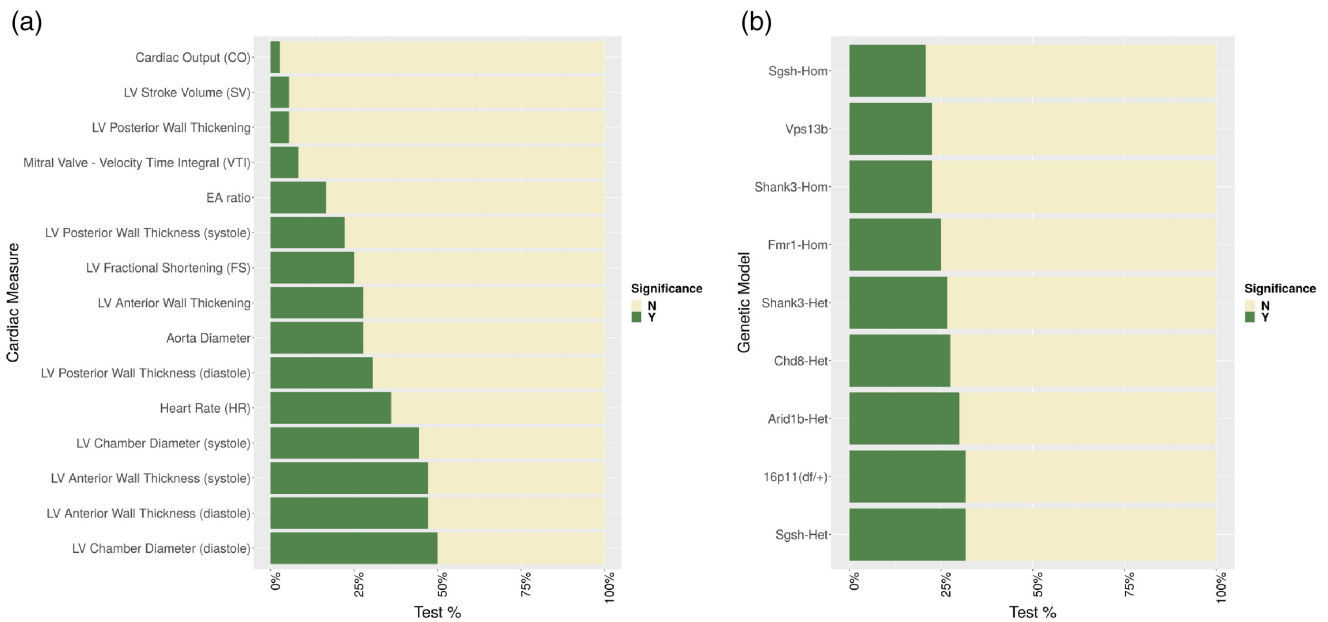 (a)
Cardiac Measure
Cardiac Output (CO)
LV Stroke Volume (SV)
LV Posterior Wall Thickening
Mitral Valve - Velocity Time Integral (VTI)
EA ratio
LV Posterior Wall Thickness (systole)
LV Fractional Shortening (FS)
LV Anterior Wall Thickening
Aorta Diameter
LV Posterior Wall Thickness (diastole)
Heart Rate (HR)
LV Chamber Diameter (systole)
LV Anterior Wall Thickness (systole)
LV Anterior Wall Thickness (diastole)
LV Chamber Diameter (diastole)
0%
25%
50%
75%
100%
Test %
Significance
N
Y
(b)
Genetic Model
Sgsh-Hom
Vps13b
Shank3-Hom
Fmr1-Hom
Shank3-Het
Chd8-Het
Arid1b-Het
16p11(df/+)
Sgsh-Het
0%
25%
50%
75%
100%
Test %
Significance
N
Y